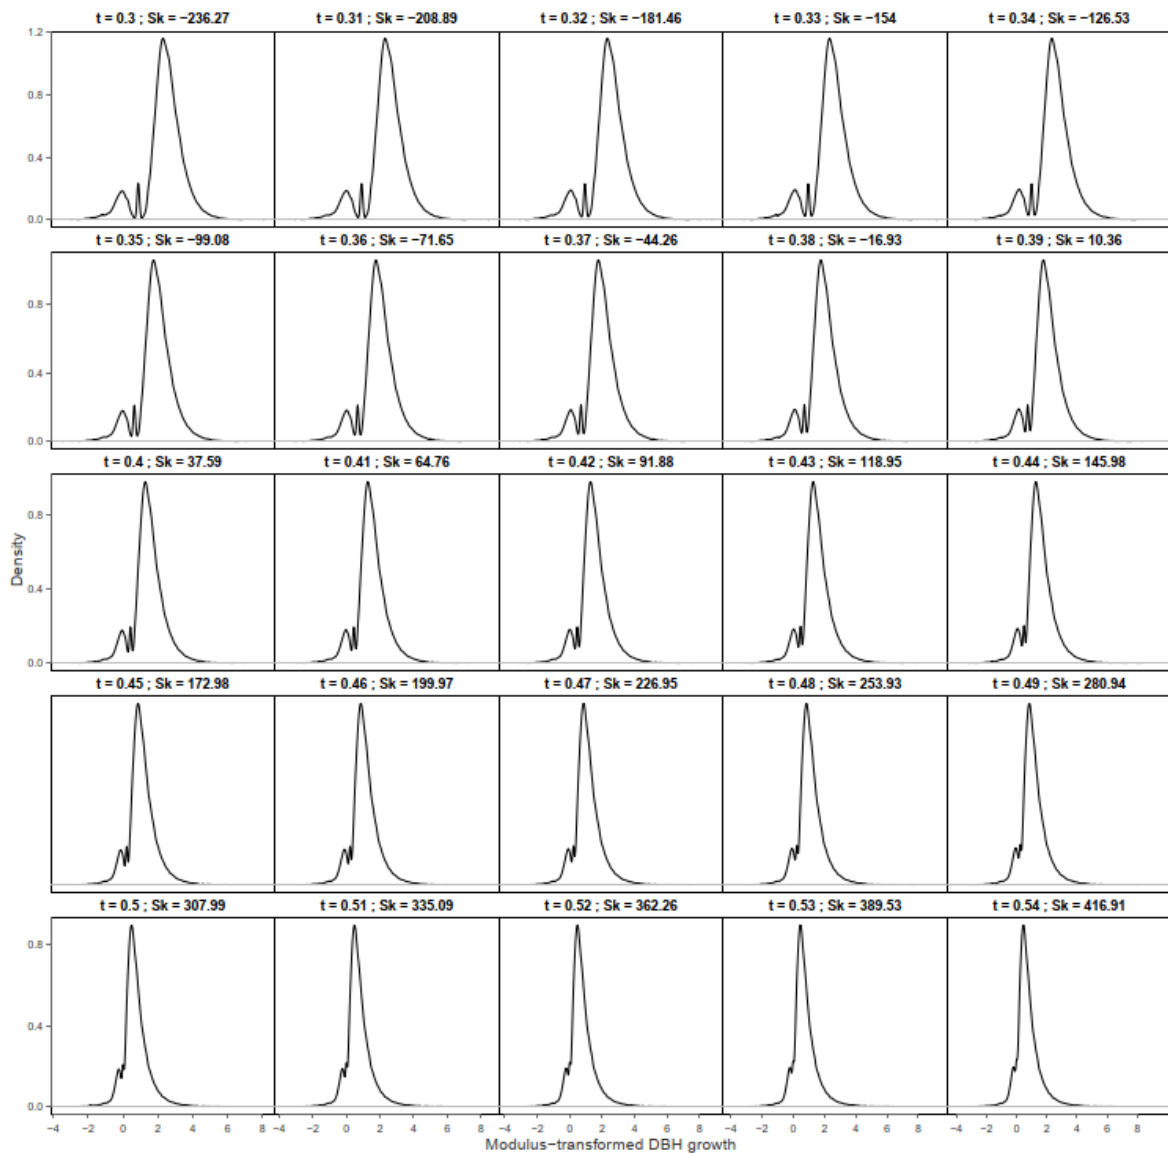 t = 0.3 ; Sk = −236.27
t = 0.31 ; Sk = −208.89
t = 0.32 ; Sk = −181.46
t = 0.33 ; Sk = −154
t = 0.34 ; Sk = −126.53
1.2
0.8
0.4
0.0
t = 0.35 ; Sk = −99.08
t = 0.36 ; Sk = −71.65
t = 0.37 ; Sk = −44.26
t = 0.38 ; Sk = −16.93
t = 0.39 ; Sk = 10.36
0.8
0.4
0.0
t = 0.4 ; Sk = 37.59
t = 0.41 ; Sk = 64.76
t = 0.42 ; Sk = 91.88
t = 0.43 ; Sk = 118.95
t = 0.44 ; Sk = 145.98
0.8
0.4
0.0
Density
t = 0.45 ; Sk = 172.98
t = 0.46 ; Sk = 199.97
t = 0.47 ; Sk = 226.95
t = 0.48 ; Sk = 253.93
t = 0.49 ; Sk = 280.94
t = 0.5 ; Sk = 307.99
t = 0.51 ; Sk = 335.09
t = 0.52 ; Sk = 362.26
t = 0.53 ; Sk = 389.53
t = 0.54 ; Sk = 416.91
0.8
0.4
0.0
−4 −2 0 2 4 6 8 −4 −2 0 2 4 6 8 −4 −2 0 2 4 6 8 −4 −2 0 2 4 6 8 −4 −2 0 2 4 6 8
Modulus−transformed DBH growth